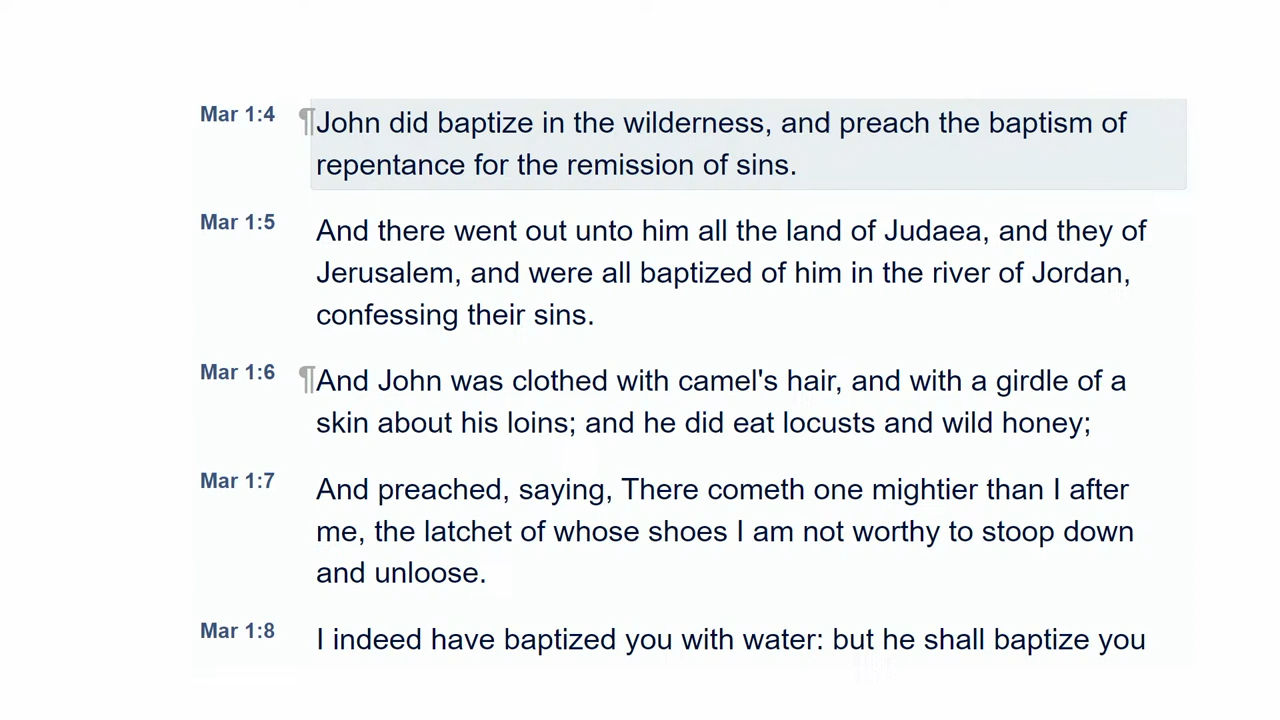 Mar 1:4 ¶John did baptize in the wilderness, and preach the baptism of
repentance for the remission of sins.
Mar 1:5 And there went out unto him all the land of Judaea, and they of
Jerusalem, and were all baptized of him in the river of Jordan,
confessing their sins.
Mar 1:6 ¶And John was clothed with camel's hair, and with a girdle of a
skin about his loins; and he did eat locusts and wild honey;
Mar 1:7 And preached, saying, There cometh one mightier than I after
me, the latchet of whose shoes I am not worthy to stoop down
and unloose.
Mar 1:8 I indeed have baptized you with water: but he shall baptize you